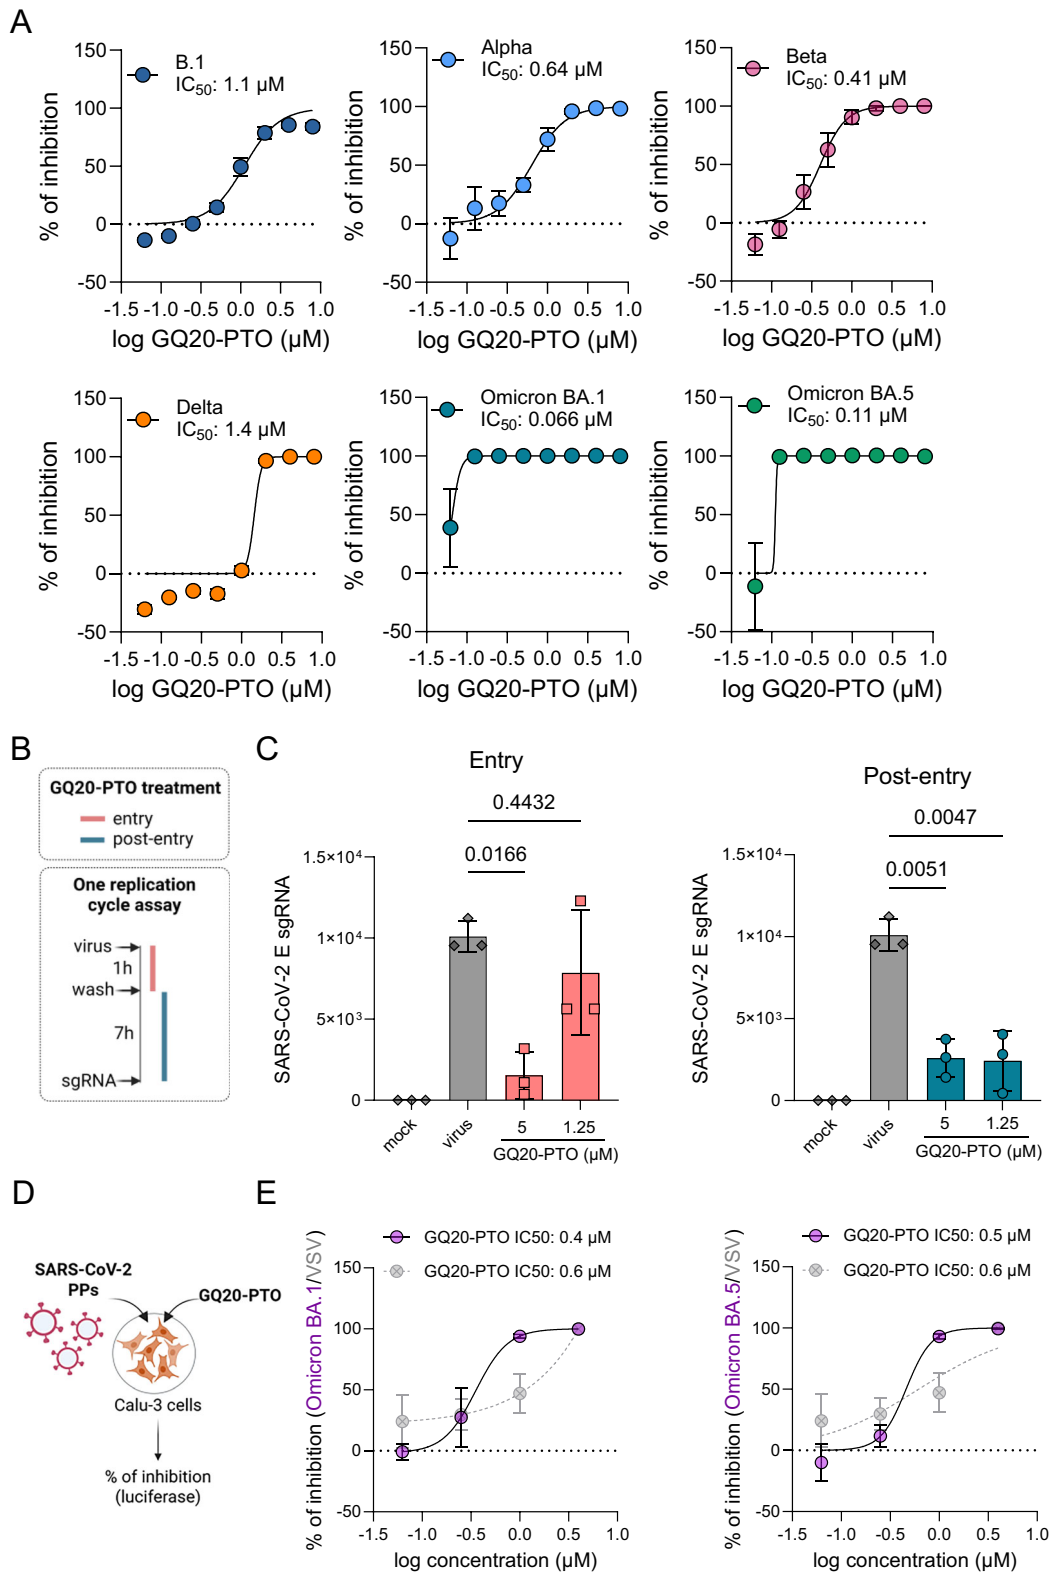 A
B.1
IC50: 1.1 µM
% of inhibition
150
100
50
0
-50
-1.5 -1.0 -0.5 0.0 0.5 1.0
log GQ20-PTO (µM)
Alpha
IC50: 0.64 µM
% of inhibition
150
100
50
0
-50
-1.5 -1.0 -0.5 0.0 0.5 1.0
log GQ20-PTO (µM)
Beta
IC50: 0.41 µM
% of inhibition
150
100
50
0
-50
-1.5 -1.0 -0.5 0.0 0.5 1.0
log GQ20-PTO (µM)
Delta
IC50: 1.4 µM
% of inhibition
150
100
50
0
-50
-1.5 -1.0 -0.5 0.0 0.5 1.0
log GQ20-PTO (µM)
Omicron BA.1
IC50: 0.066 µM
% of inhibition
150
100
50
0
-50
-1.5 -1.0 -0.5 0.0 0.5 1.0
log GQ20-PTO (µM)
Omicron BA.5
IC50: 0.11 µM
% of inhibition
150
100
50
0
-50
-1.5 -1.0 -0.5 0.0 0.5 1.0
log GQ20-PTO (µM)
B
GQ20-PTO treatment
entry
post-entry
One replication
cycle assay
virus
1h
wash
7h
sgRNA
C
Entry
0.4432
0.0166
SARS-CoV-2 E sgRNA
1.5×10⁴
1×10⁴
5×10³
0
mock virus 5 1.25
GQ20-PTO (µM)
Post-entry
0.0047
0.0051
SARS-CoV-2 E sgRNA
1.5×10⁴
1×10⁴
5×10³
0
mock virus 5 1.25
GQ20-PTO (µM)
D
SARS-CoV-2
PPs
GQ20-PTO
Calu-3 cells
% of inhibition
(luciferase)
E
GQ20-PTO IC50: 0.4 µM
GQ20-PTO IC50: 0.6 µM
% of inhibition (Omicron BA.1/VSV)
150
100
50
0
-50
-1.5 -1.0 -0.5 0.0 0.5 1.0
log concentration (µM)
GQ20-PTO IC50: 0.5 µM
GQ20-PTO IC50: 0.6 µM
% of inhibition (Omicron BA.5/VSV)
150
100
50
0
-50
-1.5 -1.0 -0.5 0.0 0.5 1.0
log concentration (µM)